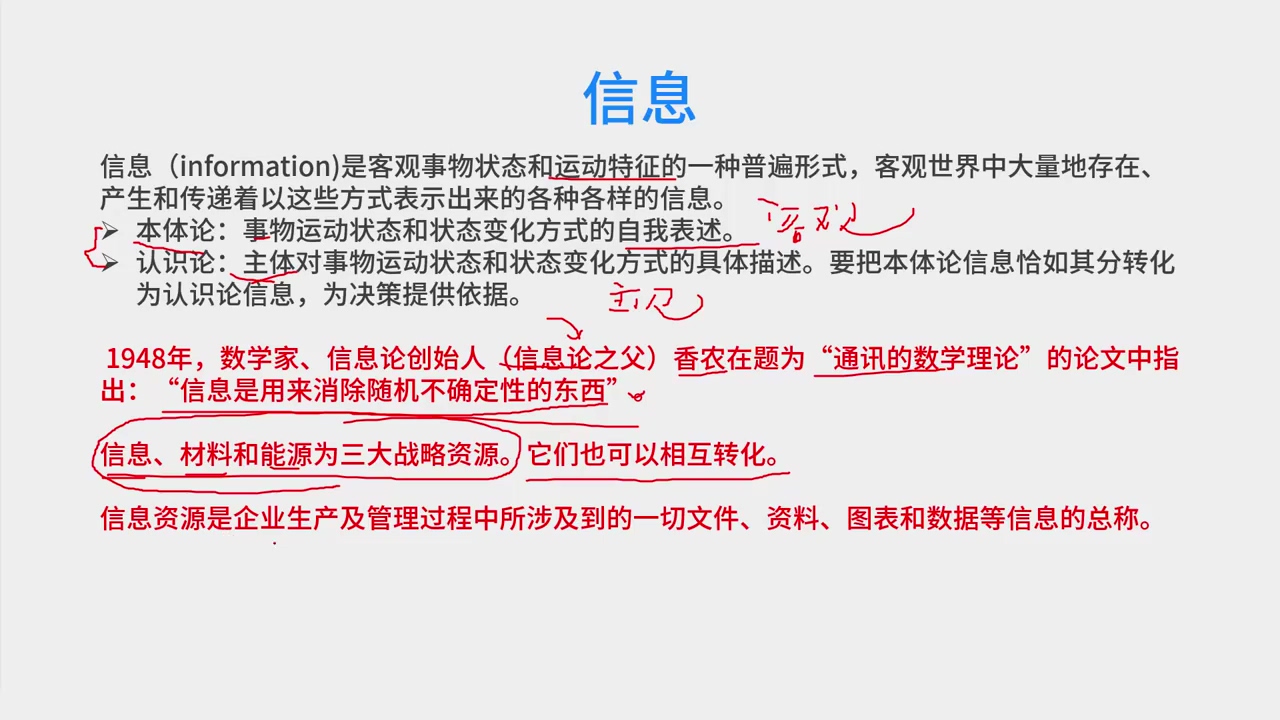 信息
信息（information)是客观事物状态和运动特征的一种普遍形式，客观世界中大量地存在、
产生和传递着以这些方式表示出来的各种各样的信息。
本体论：事物运动状态和状态变化方式的自我表述。
客观
认识论：主体对事物运动状态和状态变化方式的具体描述。要把本体论信息恰如其分转化
为认识论信息，为决策提供依据。
主观
1948年，数学家、信息论创始人（信息论之父）香农在题为“通讯的数学理论”的论文中指
出：“信息是用来消除随机不确定性的东西”
信息、材料和能源为三大战略资源。它们也可以相互转化。
信息资源是企业生产及管理过程中所涉及到的一切文件、资料、图表和数据等信息的总称。